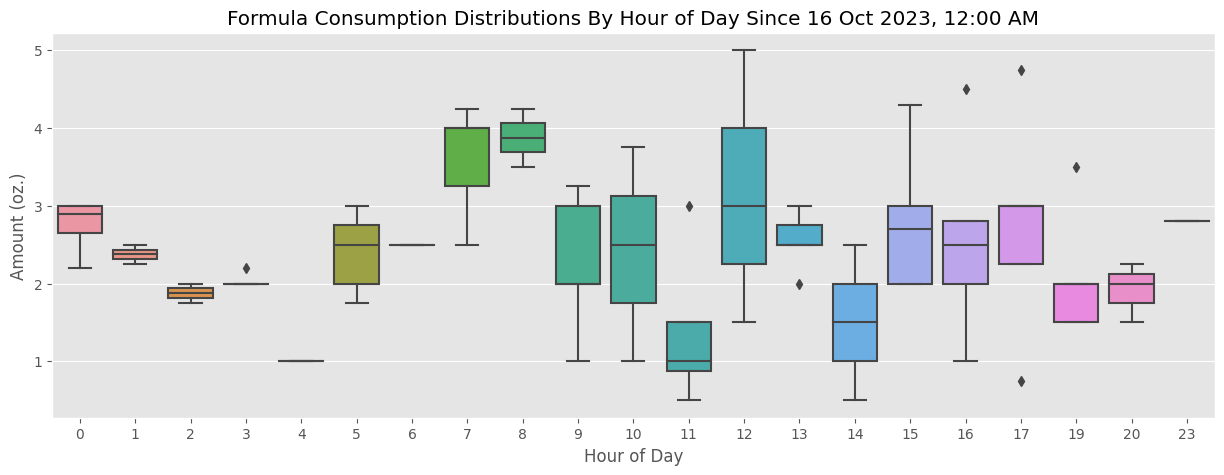 Formula Consumption Distributions By Hour of Day Since 16 Oct 2023, 12:00 AM
Amount (oz.)
5
4
3
2
1
0 1 2 3 4 5 6 7 8 9 10 11 12 13 14 15 16 17 19 20 23
Hour of Day